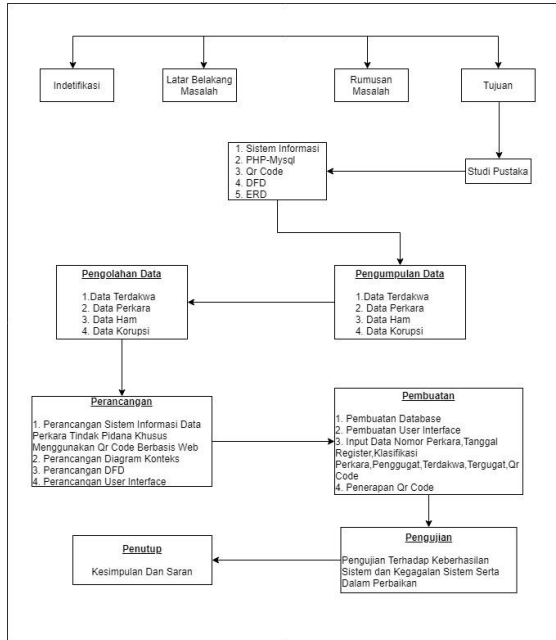 Indetifikasi
Latar Belakang
Masalah
Rumusan
Masalah
Tujuan
1. Sistem Informasi
2. PHP-Mysql
3. Qr Code
4. DFD
5. ERD
Studi Pustaka
Pengolahan Data
1.Data Terdakwa
2. Data Perkara
3. Data Ham
4. Data Korupsi
Pengumpulan Data
1.Data Terdakwa
2. Data Perkara
3. Data Ham
4. Data Korupsi
Perancangan
1. Perancangan Sistem Informasi Data
Perkara Tindak Pidana Khusus
Menggunakan Qr Code Berbasis Web
2. Perancangan Diagram Konteks
3. Perancangan DFD
4. Perancangan User Interface
Pembuatan
1. Pembuatan Database
2. Pembuatan User Interface
3. Input Data Nomor Perkara,Tanggal
Register,Klasifikasi
Perkara,Penggugat,Terdakwa,Tergugat,Qr
Code
4. Penerapan Qr Code
Penutup
Kesimpulan Dan Saran
Pengujian
Pengujian Terhadap Keberhasilan
Sistem dan Kegagalan Sistem Serta
Dalam Perbaikan